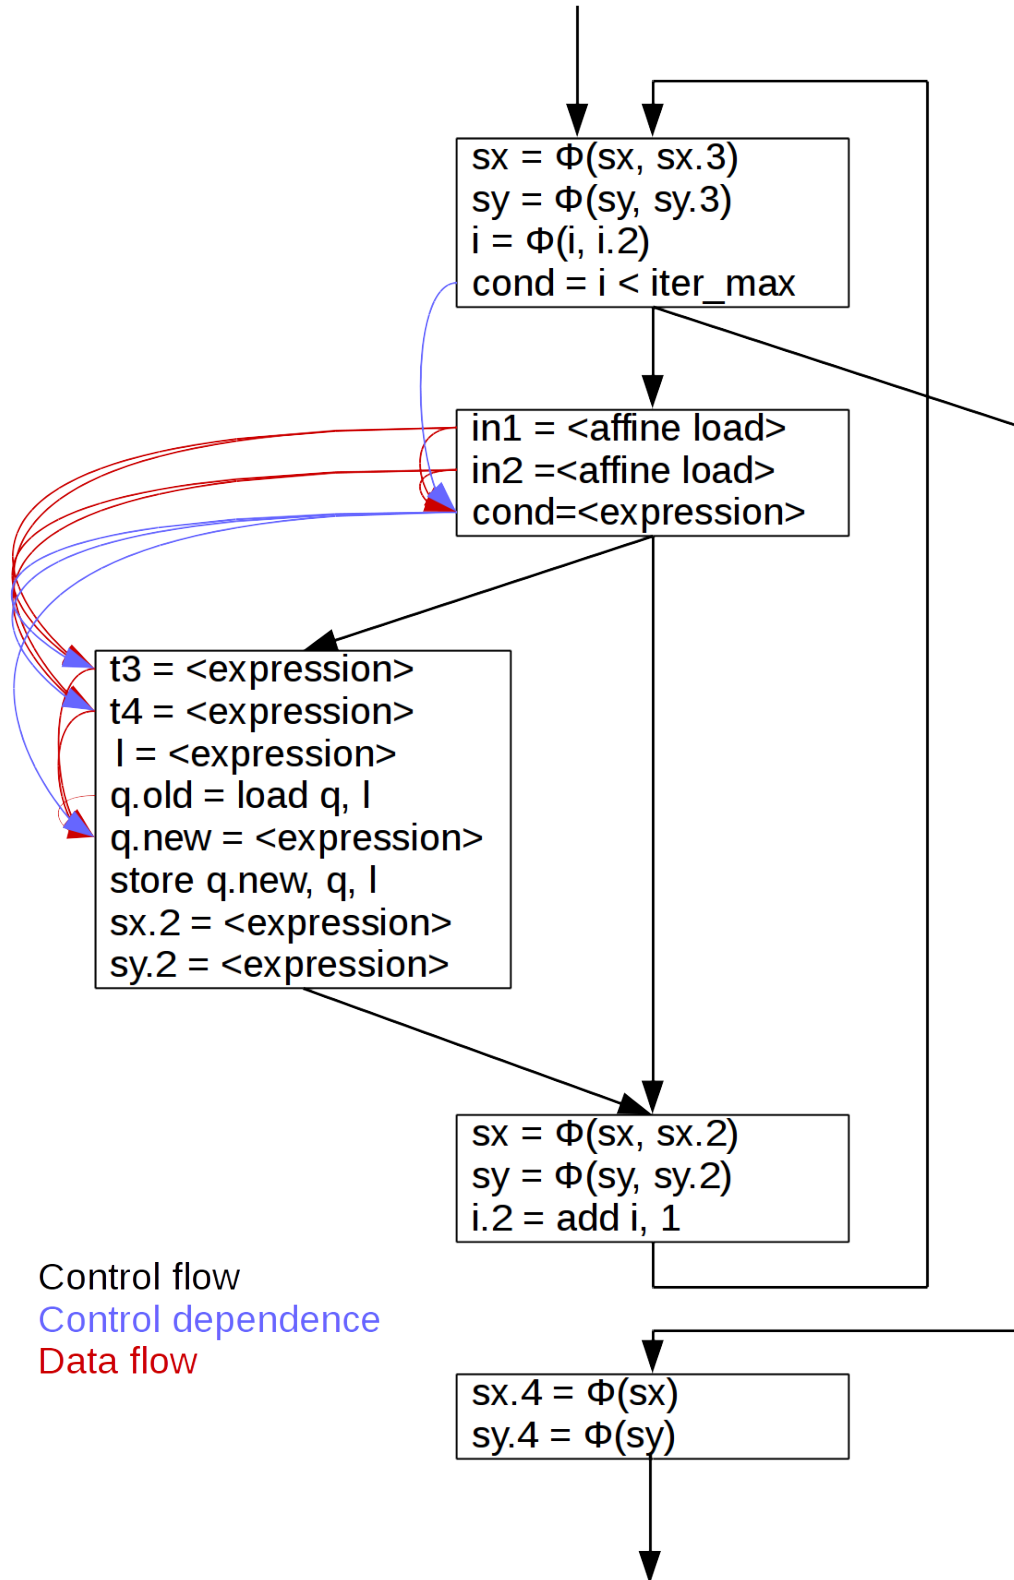 sx = Φ(sx, sx.3)
sy = Φ(sy, sy.3)
i = Φ(i, i.2)
cond = i < iter_max
in1 = <affine load>
in2 =<affine load>
cond=<expression>
t3 = <expression>
t4 = <expression>
l = <expression>
q.old = load q, l
q.new = <expression>
store q.new, q, l
sx.2 = <expression>
sy.2 = <expression>
sx = Φ(sx, sx.2)
sy = Φ(sy, sy.2)
i.2 = add i, 1
Control flow
Control dependence
Data flow
sx.4 = Φ(sx)
sy.4 = Φ(sy)